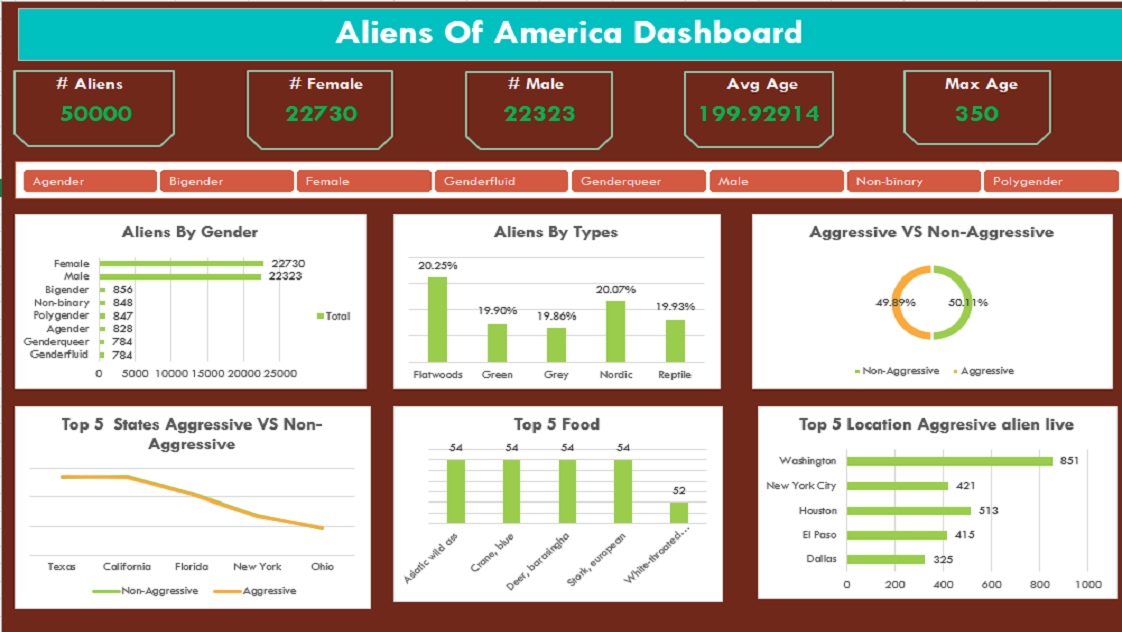 Aliens Of America Dashboard
# Aliens
50000
# Female
22730
# Male
22323
Avg Age
199.92914
Max Age
350
Agender
Bigender
Female
Genderfluid
Genderqueer
Male
Non-binary
Polygender
Aliens By Gender
Female 22730
Male 22323
Bigender 856
Non-binary 848
Polygender 847
Agender 828
Genderqueer 784
Genderfluid 784
0 5000 10000 15000 20000 25000
Total
Aliens By Types
20.25% 19.90% 19.86% 20.07% 19.93%
Flatwoods Green Grey Nordic Reptile
Aggressive VS Non-Aggressive
49.89% 50.11%
Non-Aggressive Aggressive
Top 5 States Aggressive VS Non-
Aggressive
Texas California Florida New York Ohio
Non-Aggressive Aggressive
Top 5 Food
54 54 54 54 52
Asiatic wild ass
Crane, blue
Deer, barasingha
Stork, european
White-throated...
Top 5 Location Aggresive alien live
Washington 851
New York City 421
Houston 513
El Paso 415
Dallas 325
0 200 400 600 800 1000